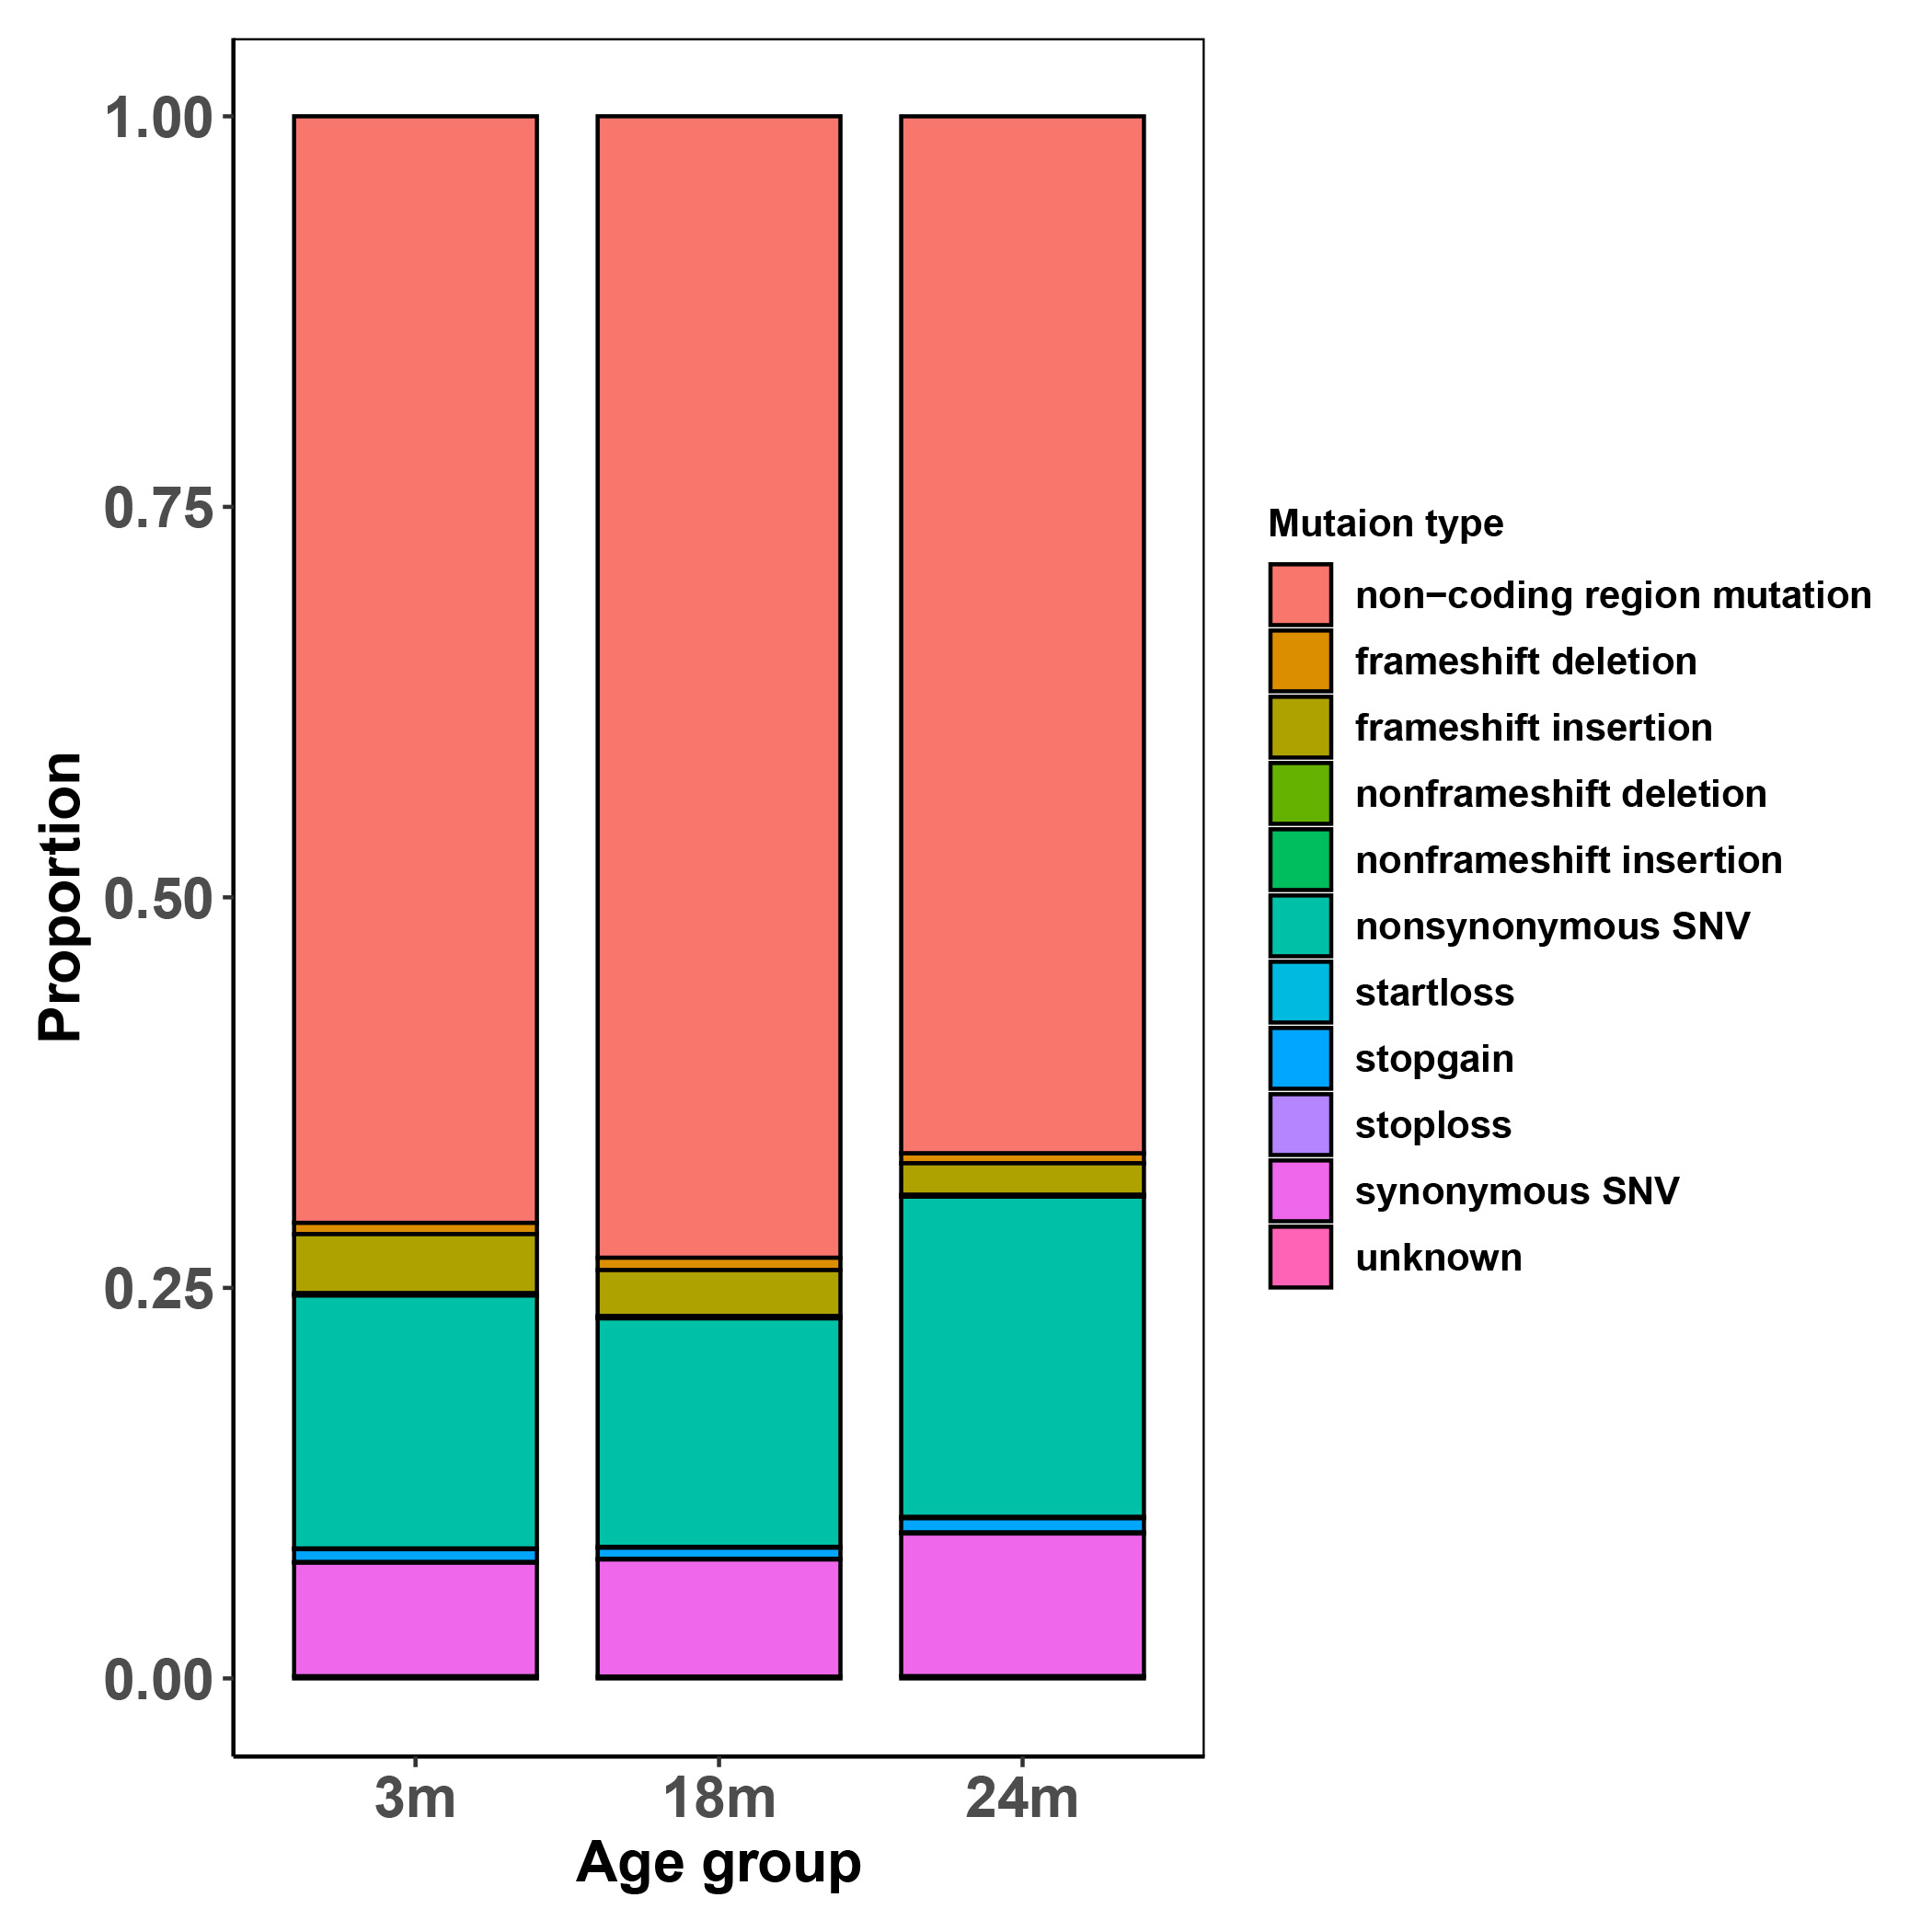 1.00
0.75
0.50
0.25
0.00
Proportion
3m
18m
24m
Age group
Mutaion type
non−coding region mutation
frameshift deletion
frameshift insertion
nonframeshift deletion
nonframeshift insertion
nonsynonymous SNV
startloss
stopgain
stoploss
synonymous SNV
unknown